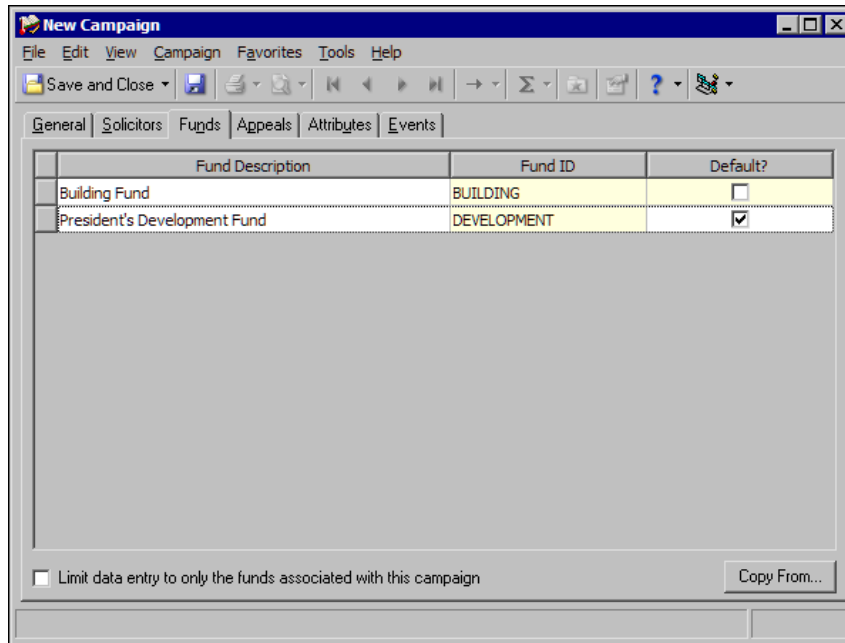 New Campaign
File Edit View Campaign Favorites Tools Help
Save and Close Σ ?
General Solicitors Funds Appeals Attributes Events
Fund Description Fund ID Default?
Building Fund BUILDING
President's Development Fund DEVELOPMENT
Limit data entry to only the funds associated with this campaign Copy From...